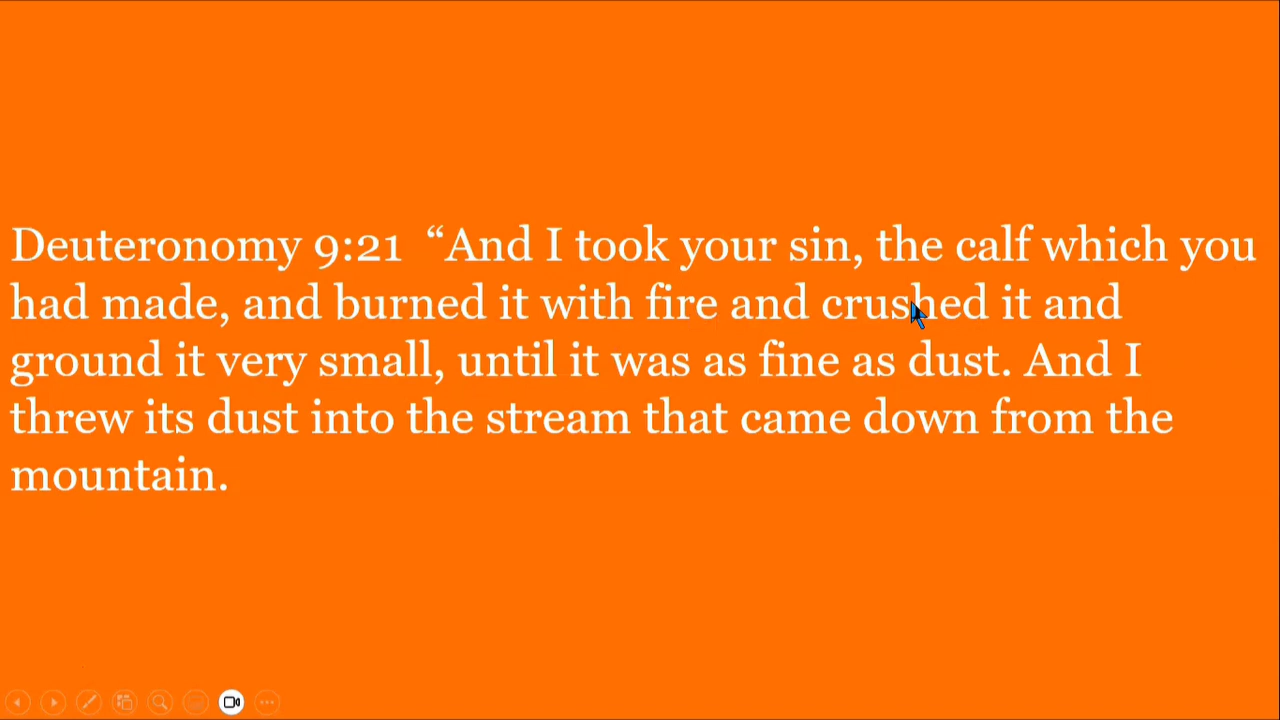 Deuteronomy 9:21  “And I took your sin, the calf which you
had made, and burned it with fire and crushed it and
ground it very small, until it was as fine as dust. And I
threw its dust into the stream that came down from the
mountain.